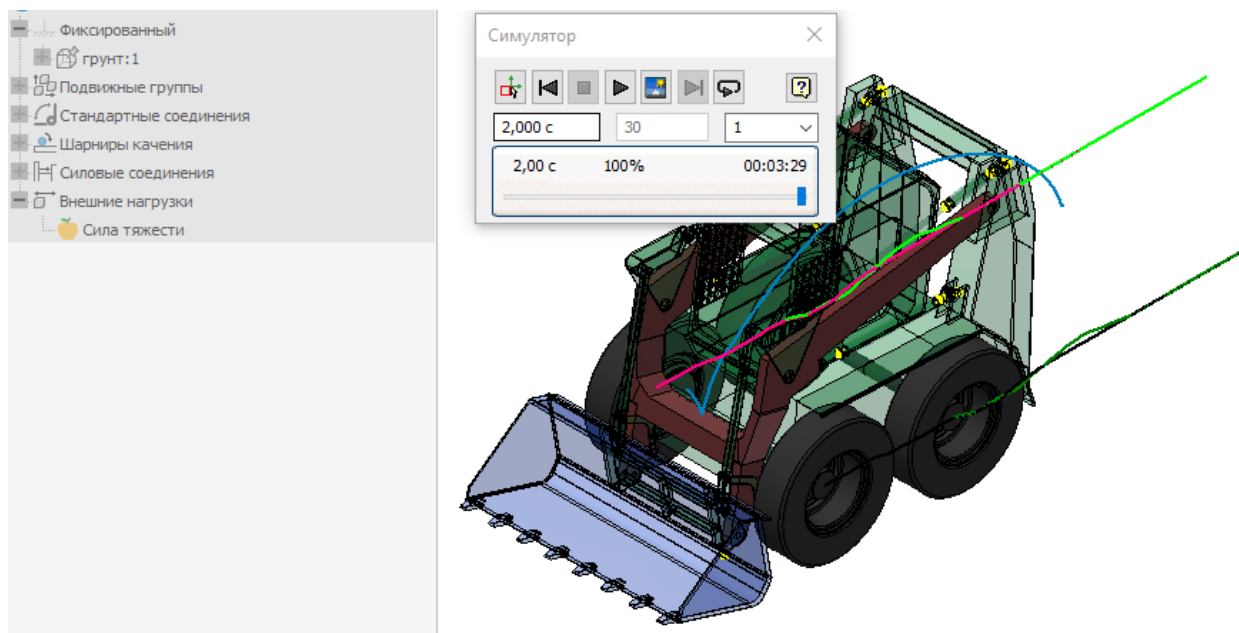 Фиксированный
грунт:1
Подвижные группы
Стандартные соединения
Шарниры качения
Силовые соединения
Внешние нагрузки
Сила тяжести
Симулятор
2,000 с
30
1
2,00 с 100% 00:03:29